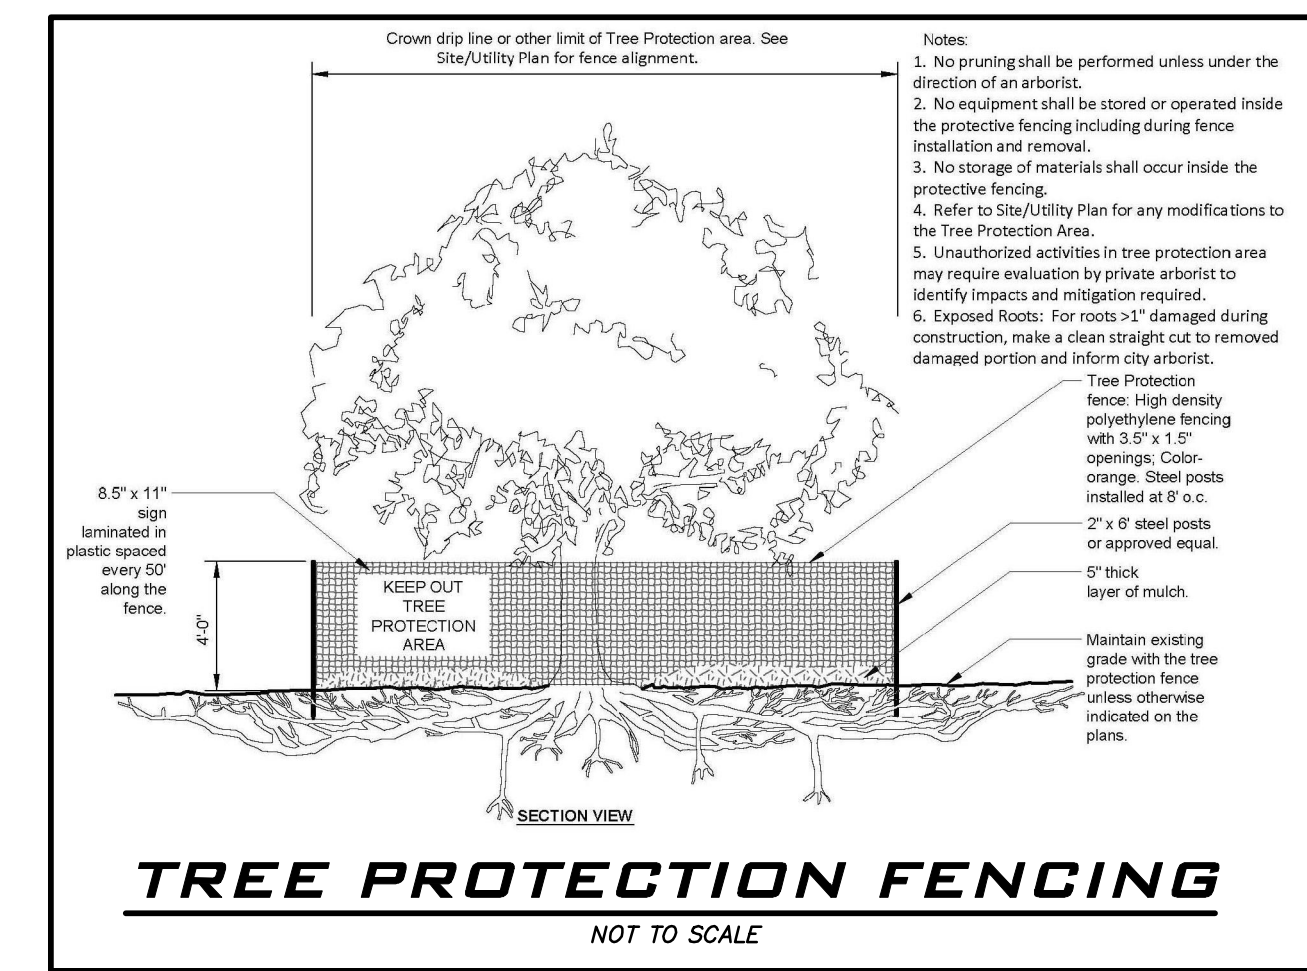 Crown drip line or other limit of Tree Protection area. See
Site/Utility Plan for fence alignment.
Notes:
1. No pruning shall be performed unless under the
direction of an arborist.
2. No equipment shall be stored or operated inside
the protective fencing including during fence
installation and removal.
3. No storage of materials shall occur inside the
protective fencing.
4. Refer to Site/Utility Plan for any modifications to
the Tree Protection Area.
5. Unauthorized activities in tree protection area
may require evaluation by private arborist to
identify impacts and mitigation required.
6. Exposed Roots: For roots >1" damaged during
construction, make a clean straight cut to removed
damaged portion and inform city arborist.
Tree Protection
fence: High density
polyethylene fencing
with 3.5" x 1.5"
openings; Color-
orange. Steel posts
installed at 8' o.c.
2" x 6' steel posts
or approved equal.
5" thick
layer of mulch.
Maintain existing
grade with the tree
protection fence
unless otherwise
indicated on the
plans.
8.5" x 11"
sign
laminated in
plastic spaced
every 50'
along the
fence.
4'-0"
KEEP OUT
TREE
PROTECTION
AREA
SECTION VIEW
TREE PROTECTION FENCING
NOT TO SCALE